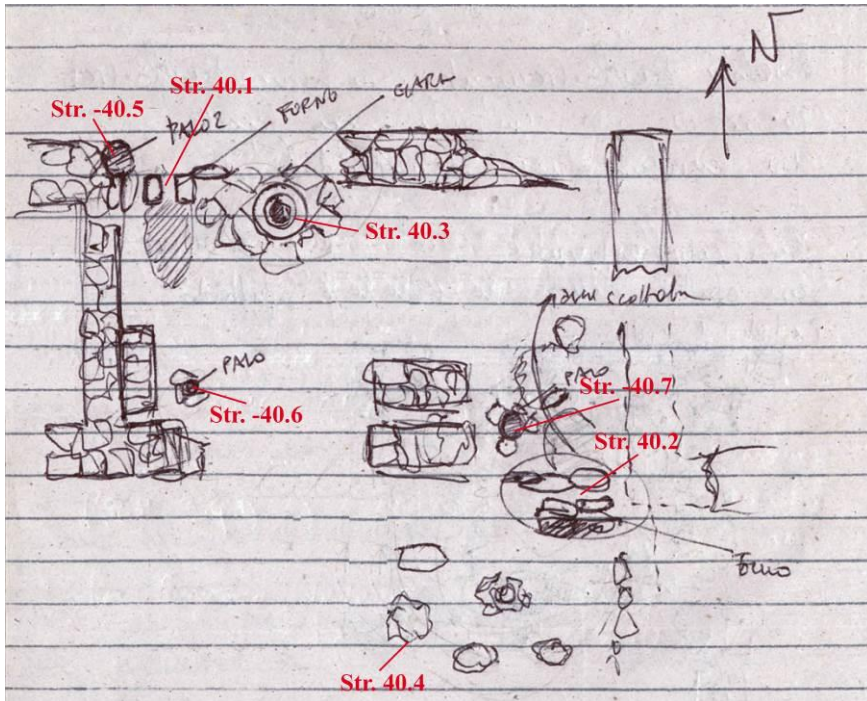 N
Str. 40.1
Str. -40.5
PALO 2
FORNO
GIARA
Str. 40.3
PALO
Str. -40.6
PALO
Str. -40.7
Str. 40.2
Forno
Str. 40.4